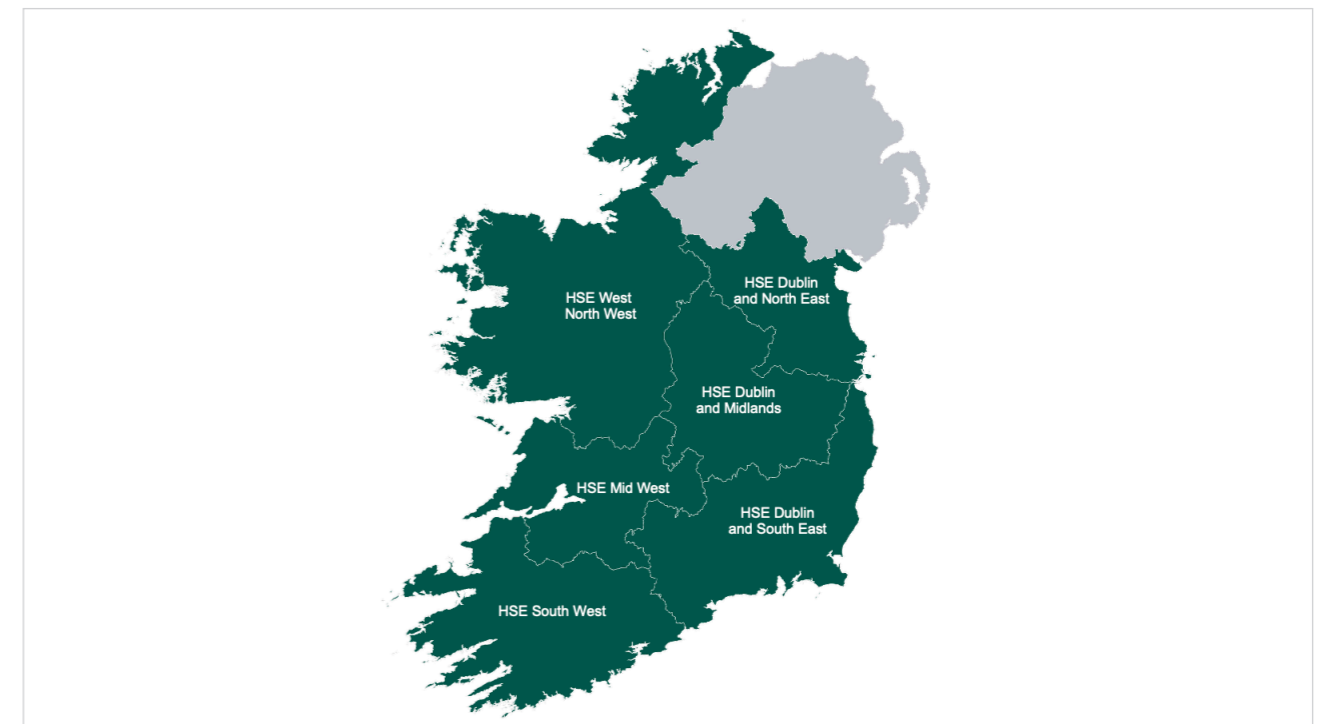 HSE Dublin
and North East
HSE West
North West
HSE Dublin
and Midlands
HSE Mid West
HSE Dublin
and South East
HSE South West